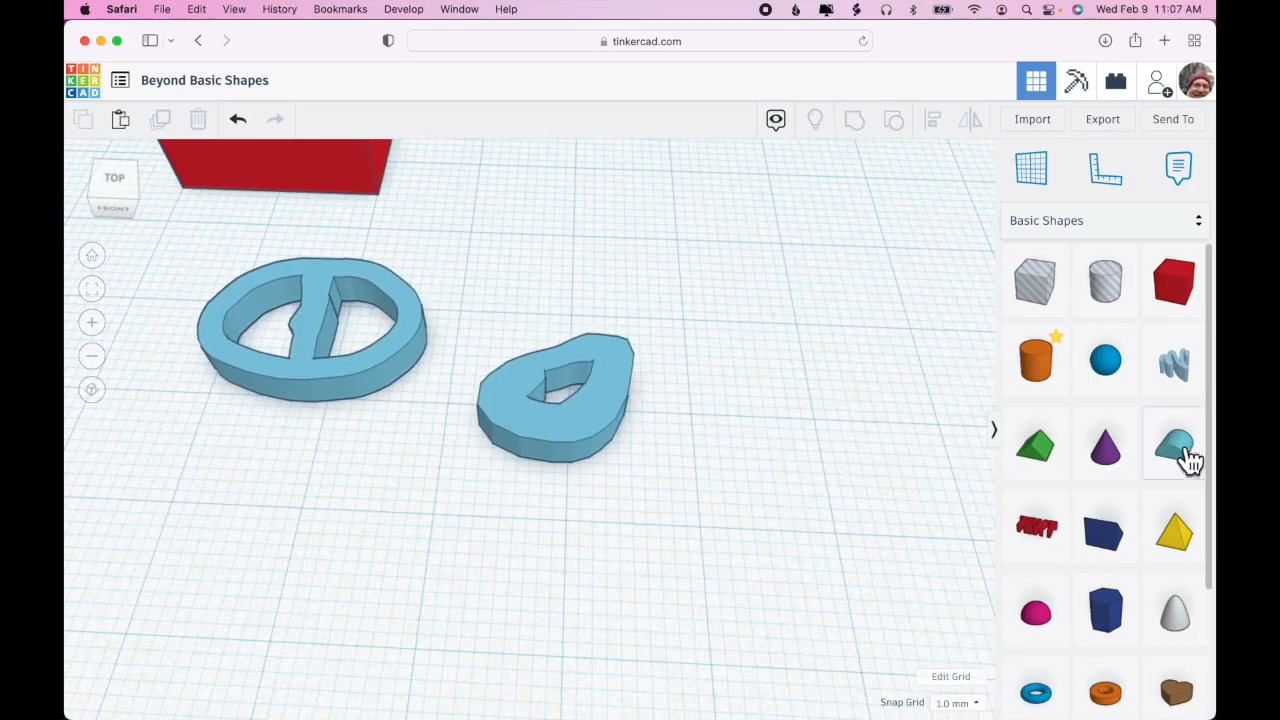 Safari File Edit View History Bookmarks Develop Window Help Wed Feb 9 11:07 AM
tinkercad.com
TIN
KER
CAD
Beyond Basic Shapes
Import Export Send To
TOP
FRONT
Basic Shapes
TEXT
Edit Grid
Snap Grid 1.0 mm